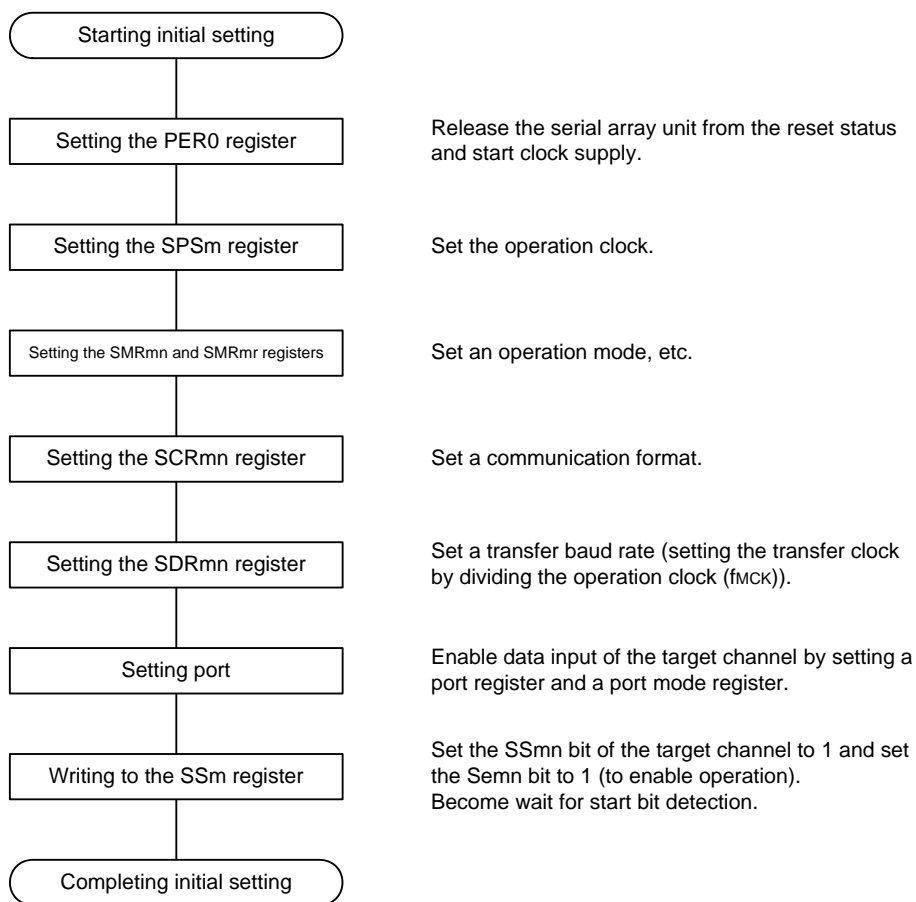 Starting initial setting
Setting the PER0 register
Release the serial array unit from the reset status
and start clock supply.
Setting the SPSm register
Set the operation clock.
Setting the SMRmn and SMRmr registers
Set an operation mode, etc.
Setting the SCRmn register
Set a communication format.
Setting the SDRmn register
Set a transfer baud rate (setting the transfer clock
by dividing the operation clock (fMCK)).
Setting port
Enable data input of the target channel by setting a
port register and a port mode register.
Writing to the SSm register
Set the SSmn bit of the target channel to 1 and set
the Semn bit to 1 (to enable operation).
Become wait for start bit detection.
Completing initial setting